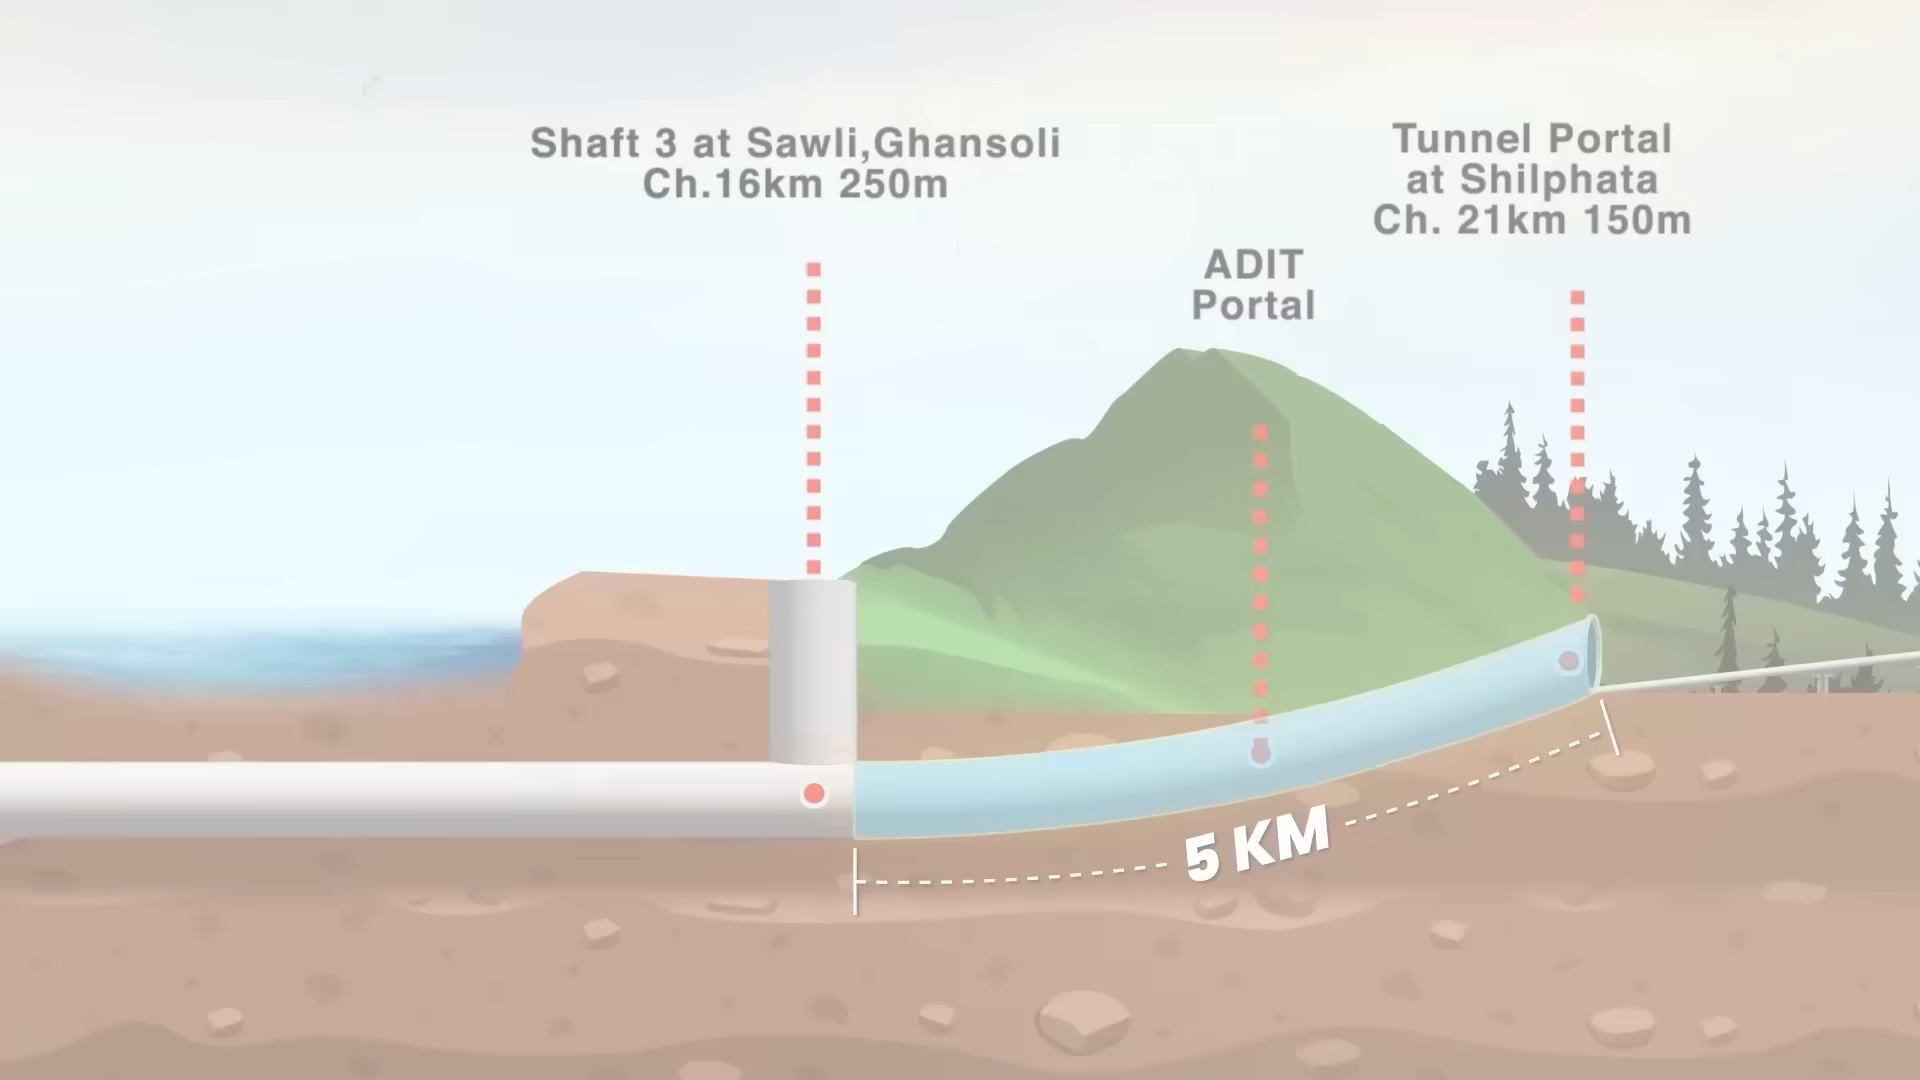 Shaft 3 at Sawli,Ghansoli
Ch.16km 250m
Tunnel Portal
at Shilphata
Ch. 21km 150m
ADIT
Portal
5 KM